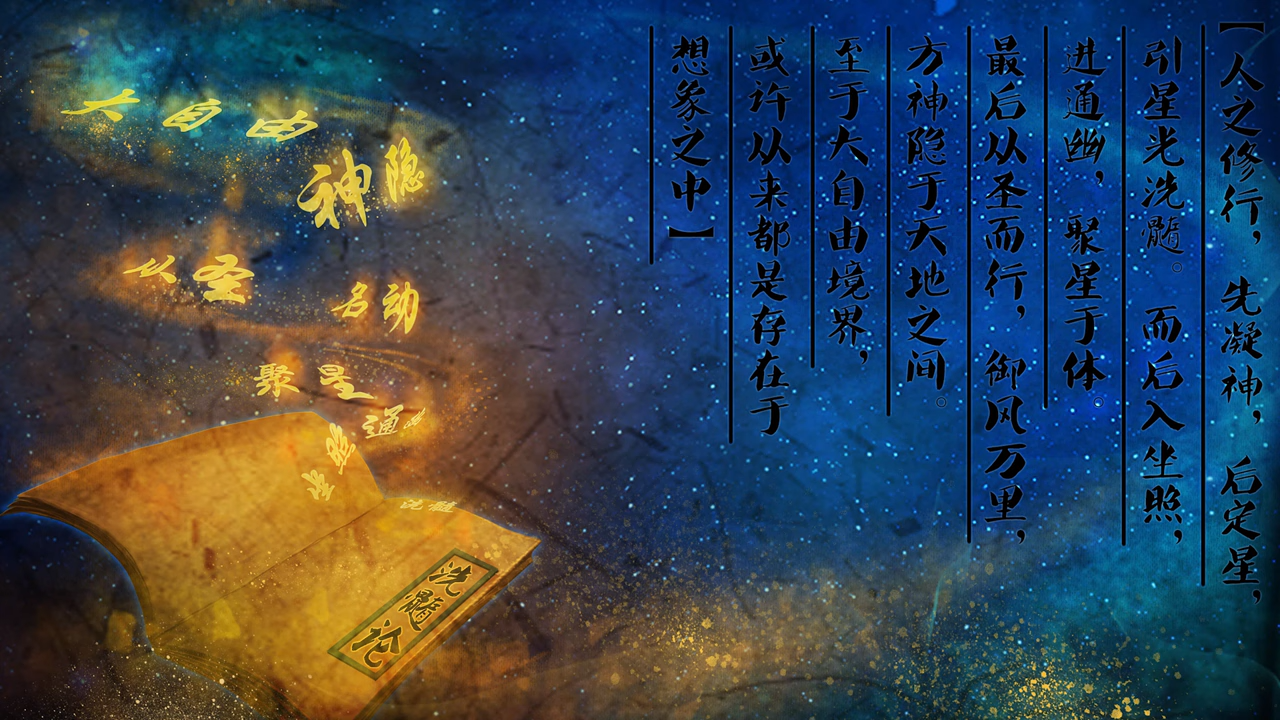 【人之修行，先凝神，后定星，
引星光洗髓。而后入坐照，
进通幽，聚星于体。
最后从圣而行，御风万里，
方神隐于天地之间。
至于大自由境界，
或许从来都是存在于
想象之中】
大自由
神隐
从圣
启动
聚星
通幽
坐照
洗髓
洗髓论